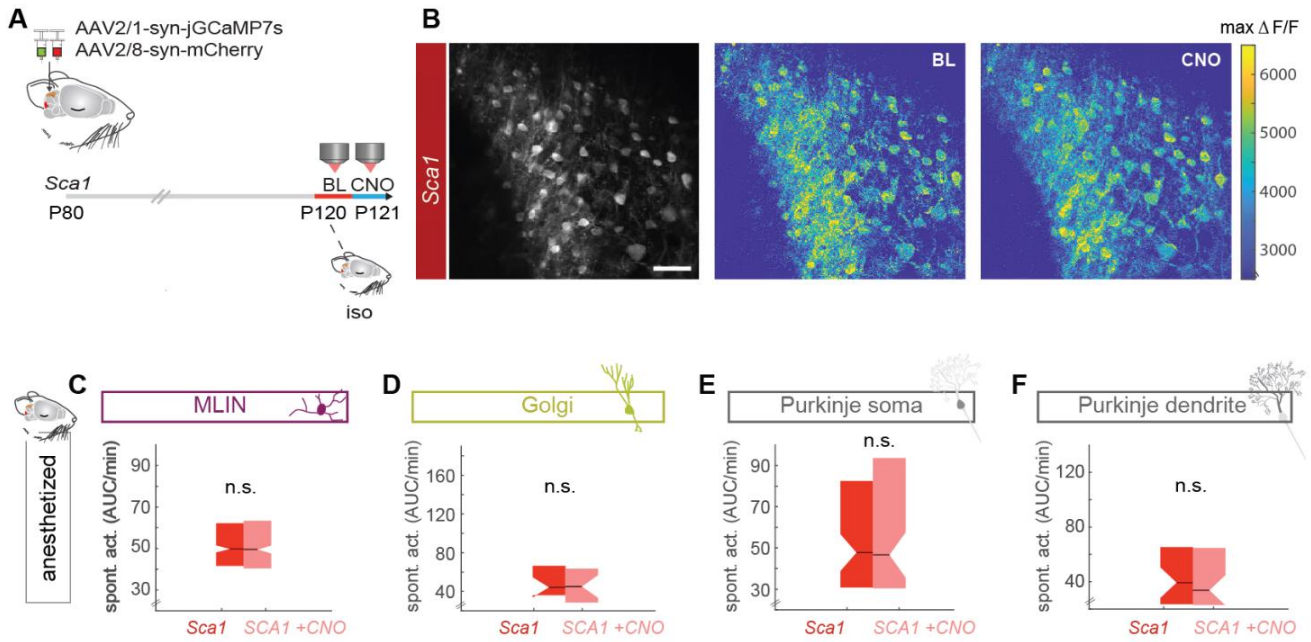 A
AAV2/1-syn-jGCaMP7s
AAV2/8-syn-mCherry
Sca1
BL CNO
P80
P120 P121
iso
B
Sca1
BL
CNO
max Δ F/F
6000
5000
4000
3000
anesthetized
C
MLIN
spont. act. (AUC/min)
90
70
50
30
n.s.
Sca1 SCA1 +CNO
D
Golgi
spont. act. (AUC/min)
160
120
80
40
n.s.
Sca1 SCA1 +CNO
E
Purkinje soma
spont. act. (AUC/min)
90
70
50
30
n.s.
Sca1 SCA1 +CNO
F
Purkinje dendrite
spont. act. (AUC/min)
120
80
40
n.s.
Sca1 SCA1 +CNO